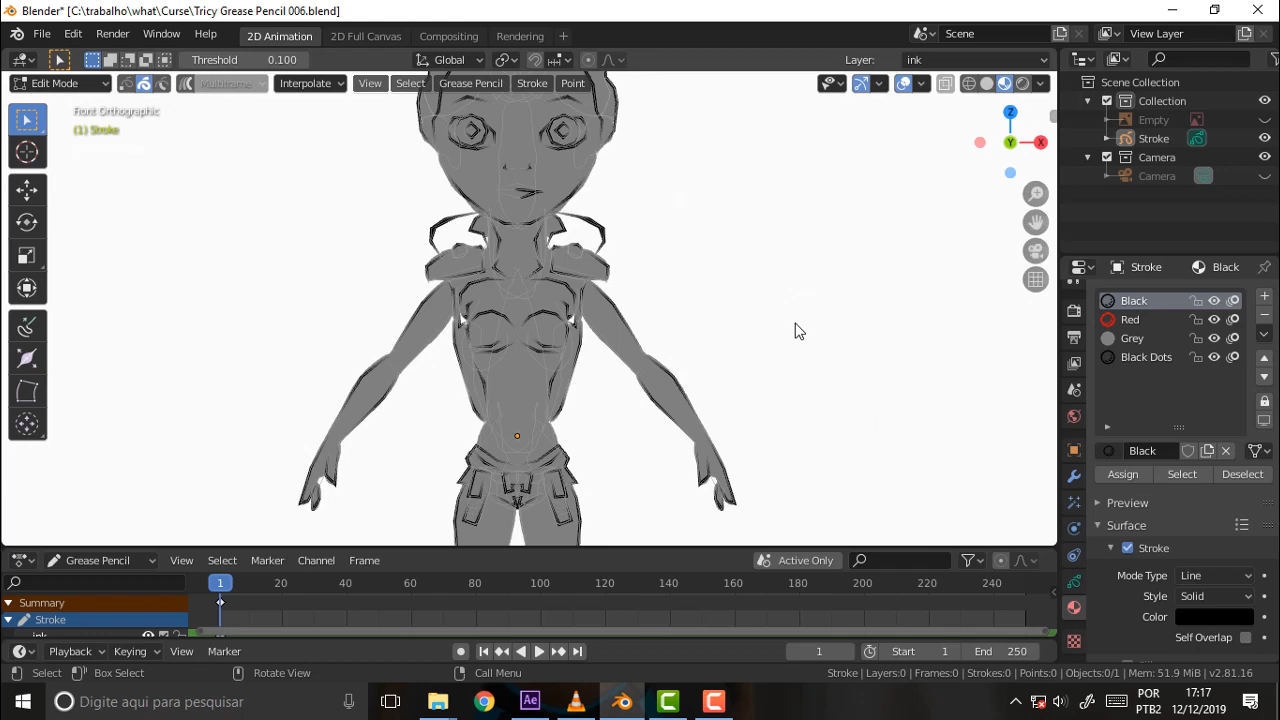 Blender* [C:\trabalho\what\Curse\Tricy Grease Pencil 006.blend]
File Edit Render Window Help 2D Animation 2D Full Canvas Compositing Rendering Scene View Layer
Threshold 0.100 Global Layer: ink
Edit Mode Multiframe Interpolate View Select Grease Pencil Stroke Point
Scene Collection
Collection
Empty
Stroke
Camera
Camera
Front Orthographic
(1) Stroke
Z
Y
X
Stroke Black
Black
Red
Grey
Black Dots
Black
Assign Select Deselect
Preview
Surface
Stroke
Mode Type Line
Style Solid
Color
Self Overlap
Grease Pencil View Select Marker Channel Frame Active Only
1 20 40 60 80 100 120 140 160 180 200 220 240
Summary
Stroke
ink
Playback Keying View Marker 1 Start 1 End 250
Select Box Select Rotate View Call Menu Stroke | Layers:0 | Frames:0 | Strokes:0 | Points:0 | Objects:0/1 | Mem: 51.9 MiB | v2.81.16
Digite aqui para pesquisar
Ae
POR
PTB2
17:17
12/12/2019